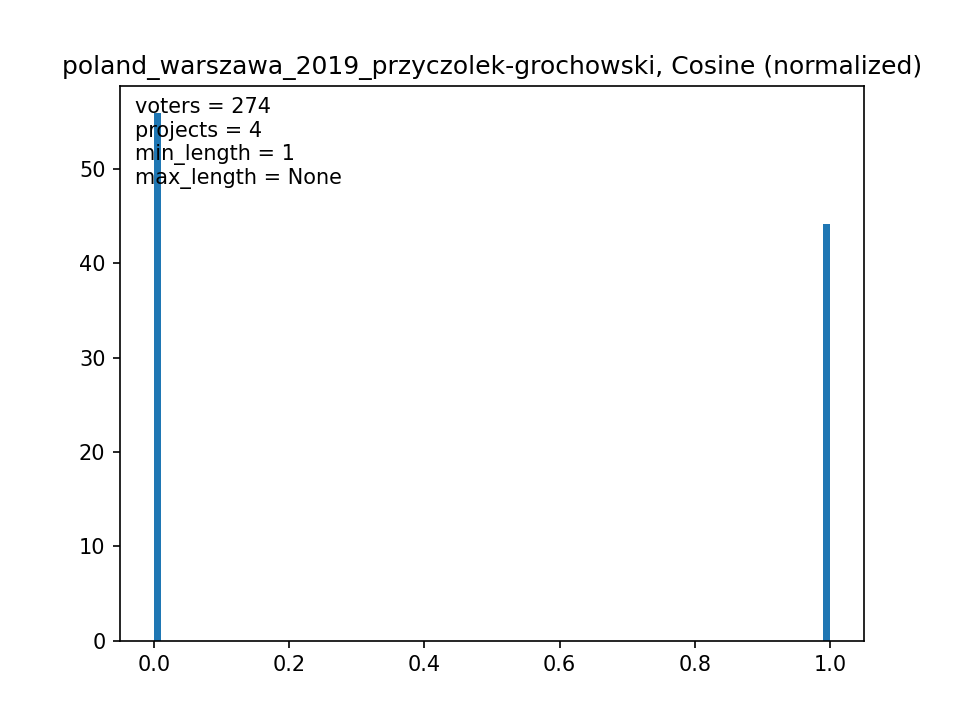 poland_warszawa_2019_przyczolek-grochowski, Cosine (normalized)
voters = 274
projects = 4
min_length = 1
max_length = None
50
40
30
20
10
0
0.0 0.2 0.4 0.6 0.8 1.0